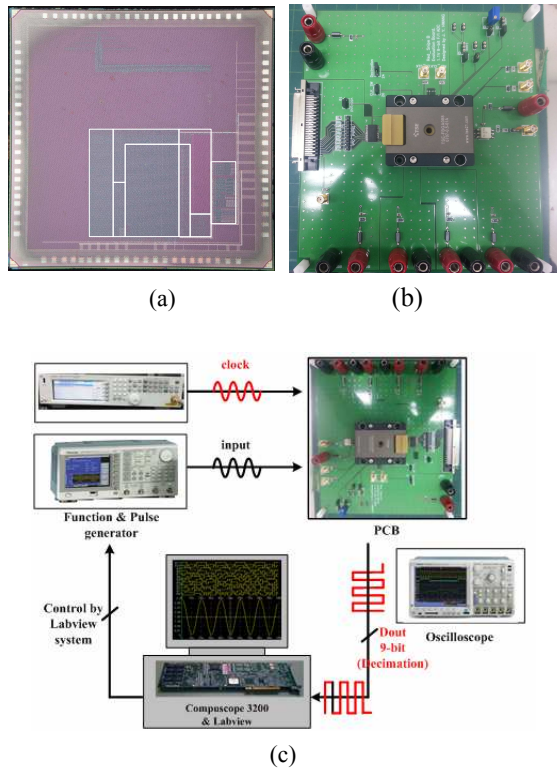 (a)
(b)
clock
input
Function & Pulse
generator
PCB
Control by
Labview
system
Oscilloscope
Dout
9-bit
(Decimation)
Compuscope 3200
& Labview
(c)